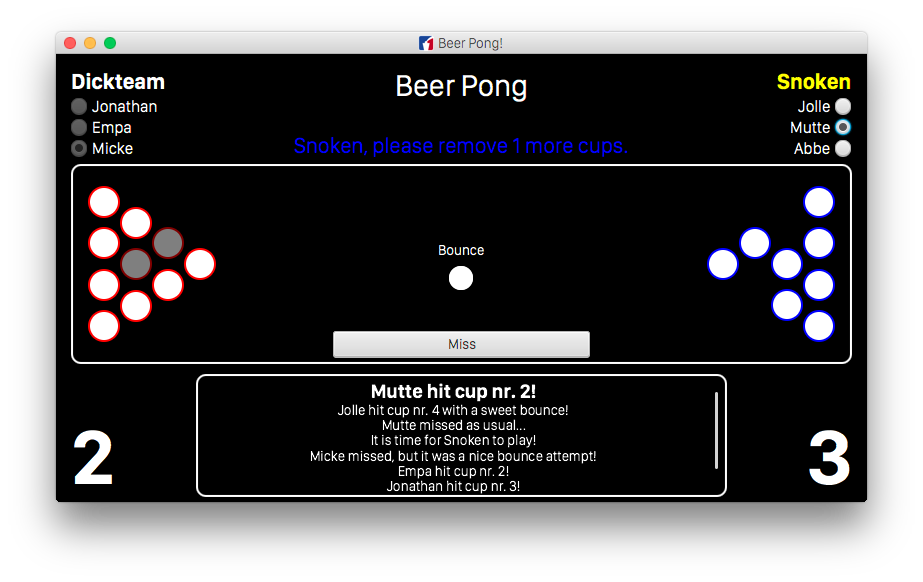 Beer Pong!
Dickteam
Beer Pong
Snoken
Jonathan
Jolle
Empa
Mutte
Micke
Snoken, please remove 1 more cups.
Abbe
Bounce
Miss
Mutte hit cup nr. 2!
Jolle hit cup nr. 4 with a sweet bounce!
Mutte missed as usual...
It is time for Snoken to play!
Micke missed, but it was a nice bounce attempt!
Empa hit cup nr. 2!
Jonathan hit cup nr. 3!
2
3